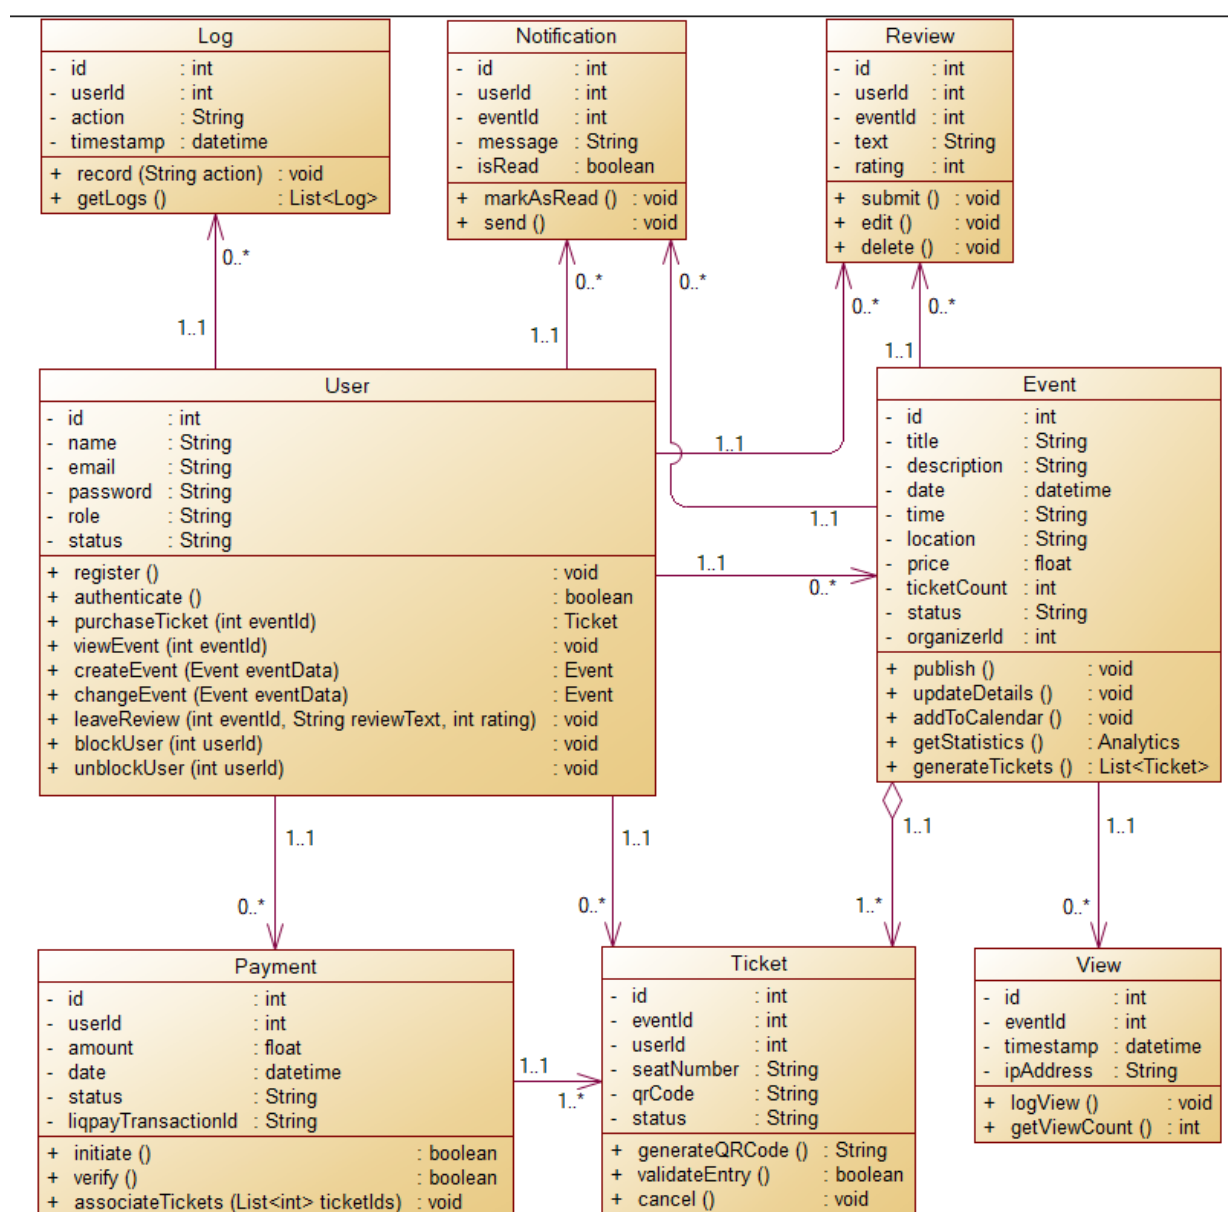 Log
- id : int
- userId : int
- action : String
- timestamp : datetime
+ record (String action) : void
+ getLogs () : List<Log>
Notification
- id : int
- userId : int
- eventId : int
- message : String
- isRead : boolean
+ markAsRead () : void
+ send () : void
Review
- id : int
- userId : int
- eventId : int
- text : String
- rating : int
+ submit () : void
+ edit () : void
+ delete () : void
0..*
0..*
0..*
0..*
0..*
1..1
1..1
1..1
User
- id : int
- name : String
- email : String
- password : String
- role : String
- status : String
+ register () : void
+ authenticate () : boolean
+ purchaseTicket (int eventId) : Ticket
+ viewEvent (int eventId) : void
+ createEvent (Event eventData) : Event
+ changeEvent (Event eventData) : Event
+ leaveReview (int eventId, String reviewText, int rating) : void
+ blockUser (int userId) : void
+ unblockUser (int userId) : void
1..1
1..1
1..1
0..*
Event
- id : int
- title : String
- description : String
- date : datetime
- time : String
- location : String
- price : float
- ticketCount : int
- status : String
- organizerId : int
+ publish () : void
+ updateDetails () : void
+ addToCalendar () : void
+ getStatistics () : Analytics
+ generateTickets () : List<Ticket>
1..1
1..1
1..1
1..1
0..*
0..*
1..*
0..*
Payment
- id : int
- userId : int
- amount : float
- date : datetime
- status : String
- liqpayTransactionId : String
+ initiate () : boolean
+ verify () : boolean
+ associateTickets (List<int> ticketIds) : void
1..1
1..*
Ticket
- id : int
- eventId : int
- userId : int
- seatNumber : String
- qrCode : String
- status : String
+ generateQRCode () : String
+ validateEntry () : boolean
+ cancel () : void
View
- id : int
- eventId : int
- timestamp : datetime
- ipAddress : String
+ logView () : void
+ getViewCount () : int